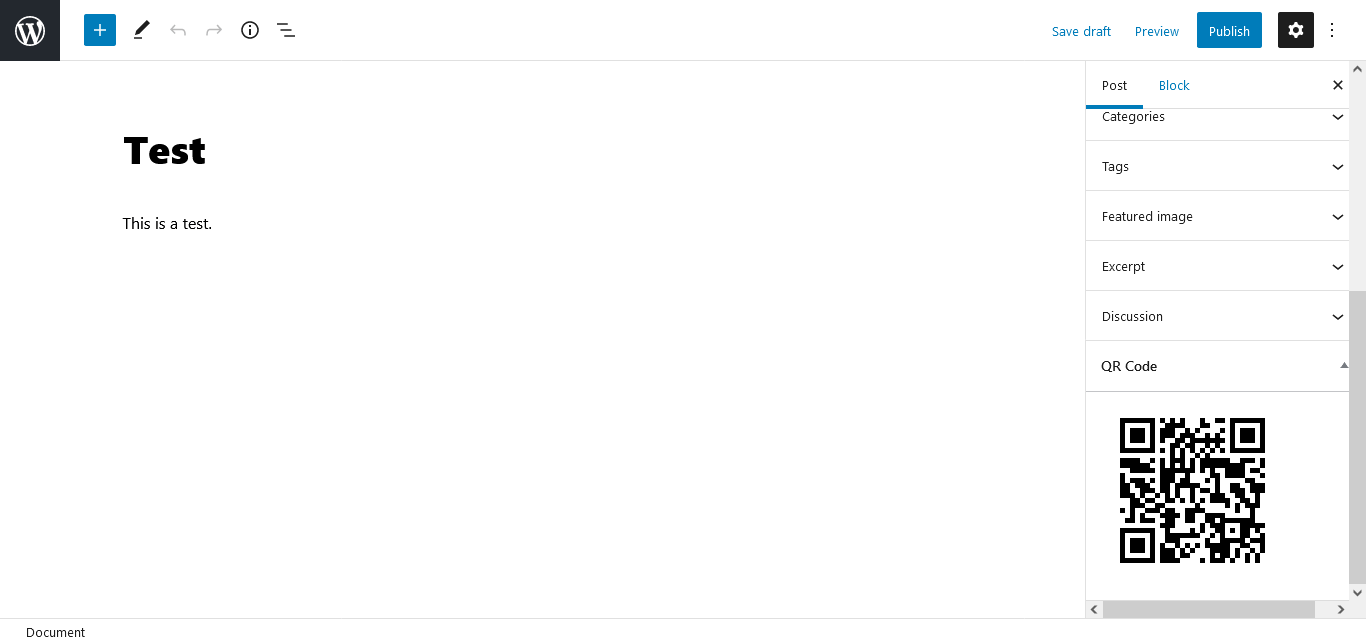 Save draft
Preview
Publish
Post
Block
Categories
Tags
Featured image
Excerpt
Discussion
QR Code
Test
This is a test.
Document